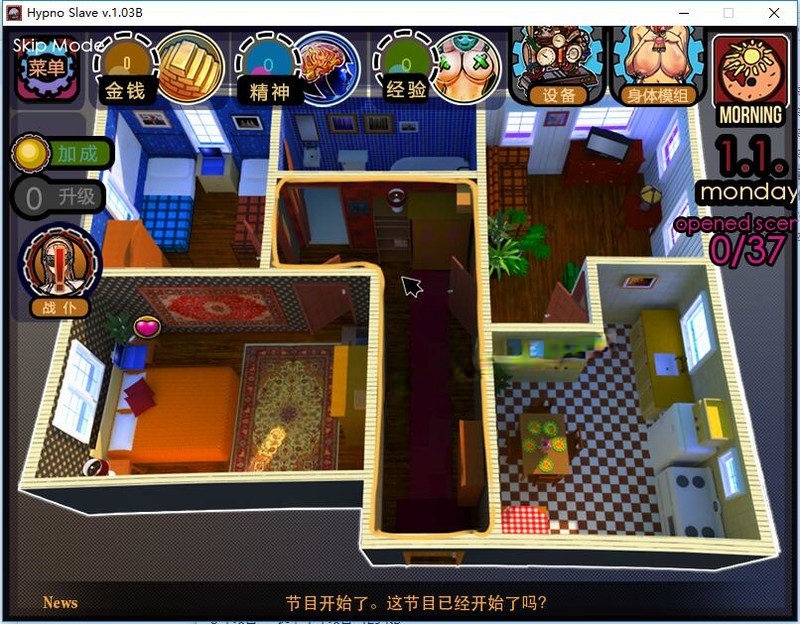 Hypno Slave v.1.03B
Skip Mode
菜单
0
金钱
0
精神
0
经验
设备
身体模组
MORNING
加成
1.1.
0 升级
monday
opened scen
0/37
战仆
News 节目开始了。这节目已经开始了吗?